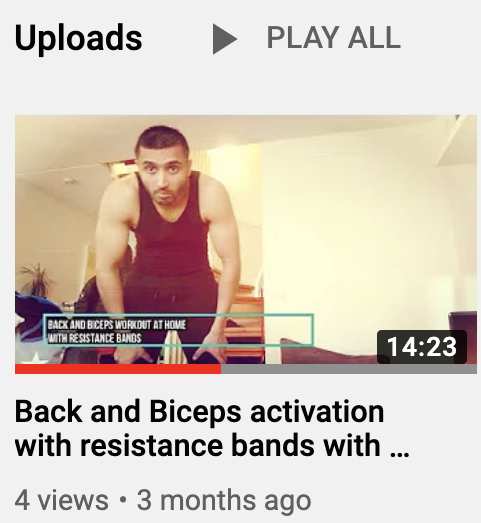 Uploads PLAY ALL
BACK AND BICEPS WORKOUT AT HOME
WITH RESISTANCE BANDS
14:23
Back and Biceps activation
with resistance bands with ...
4 views • 3 months ago